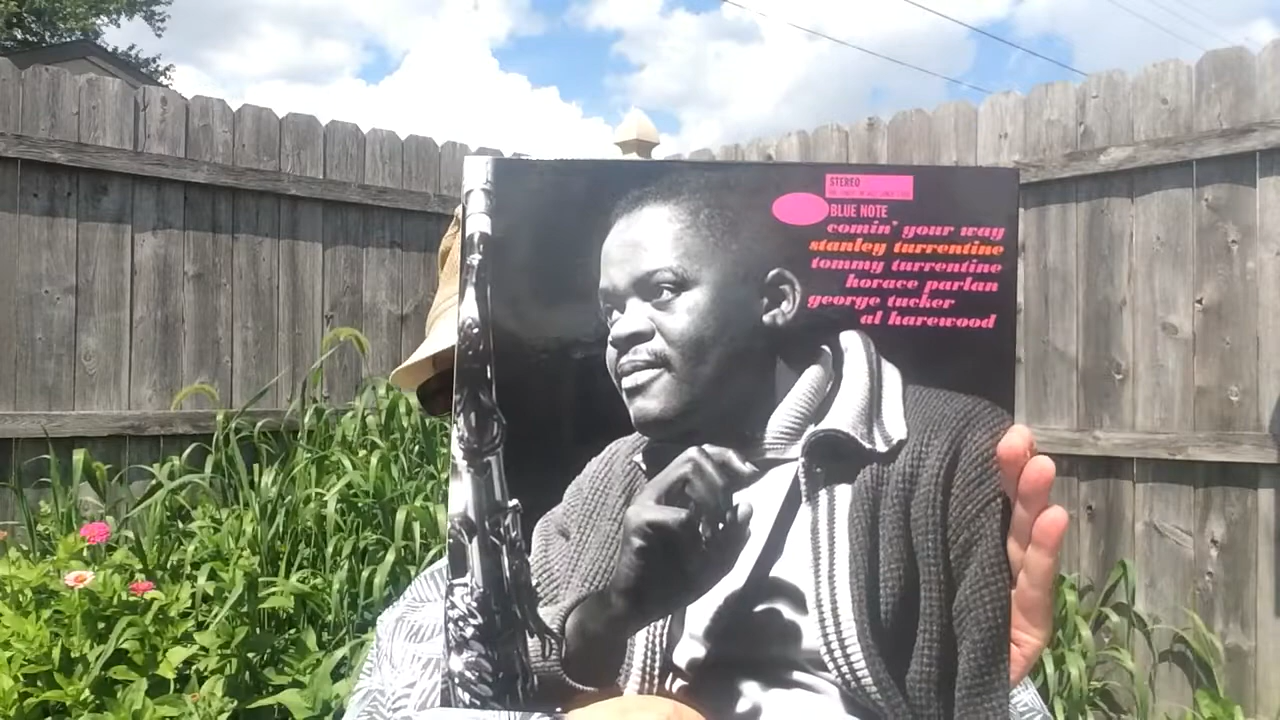 STEREO
BLUE NOTE
comin' your way
stanley turrentine
tommy turrentine
horace parlan
george tucker
al harewood